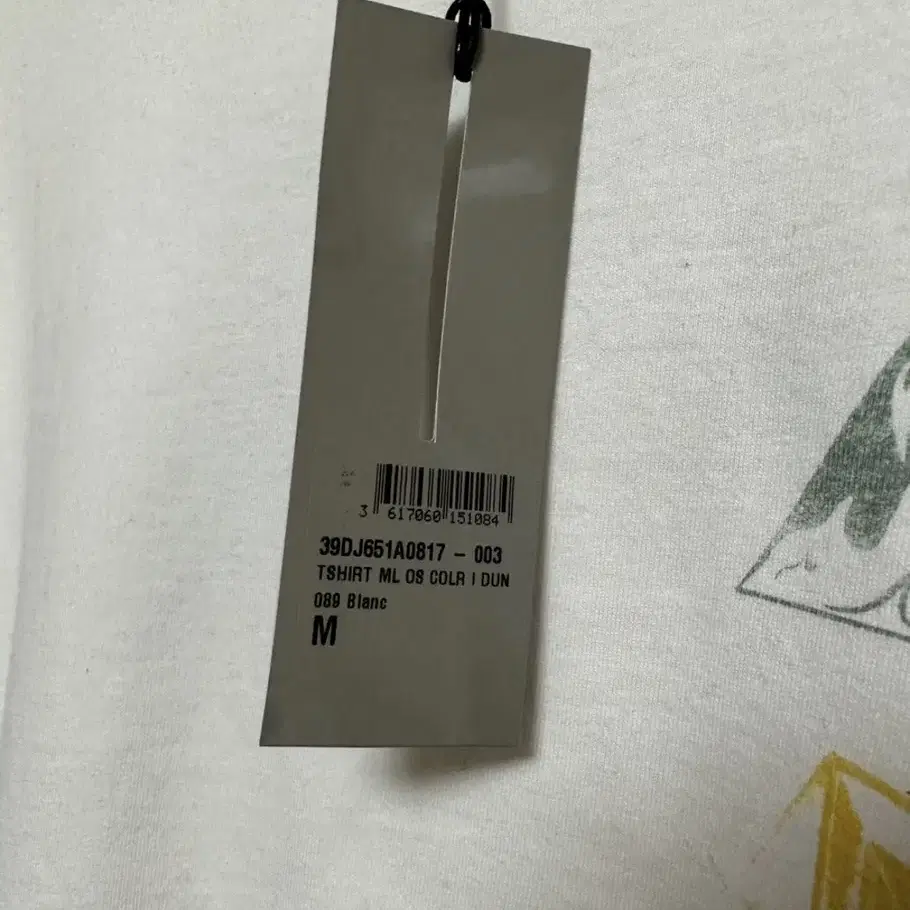 3 617060 151084
39DJ651A0817 - 003
TSHIRT ML OS COLR I DUN
089 Blanc
M